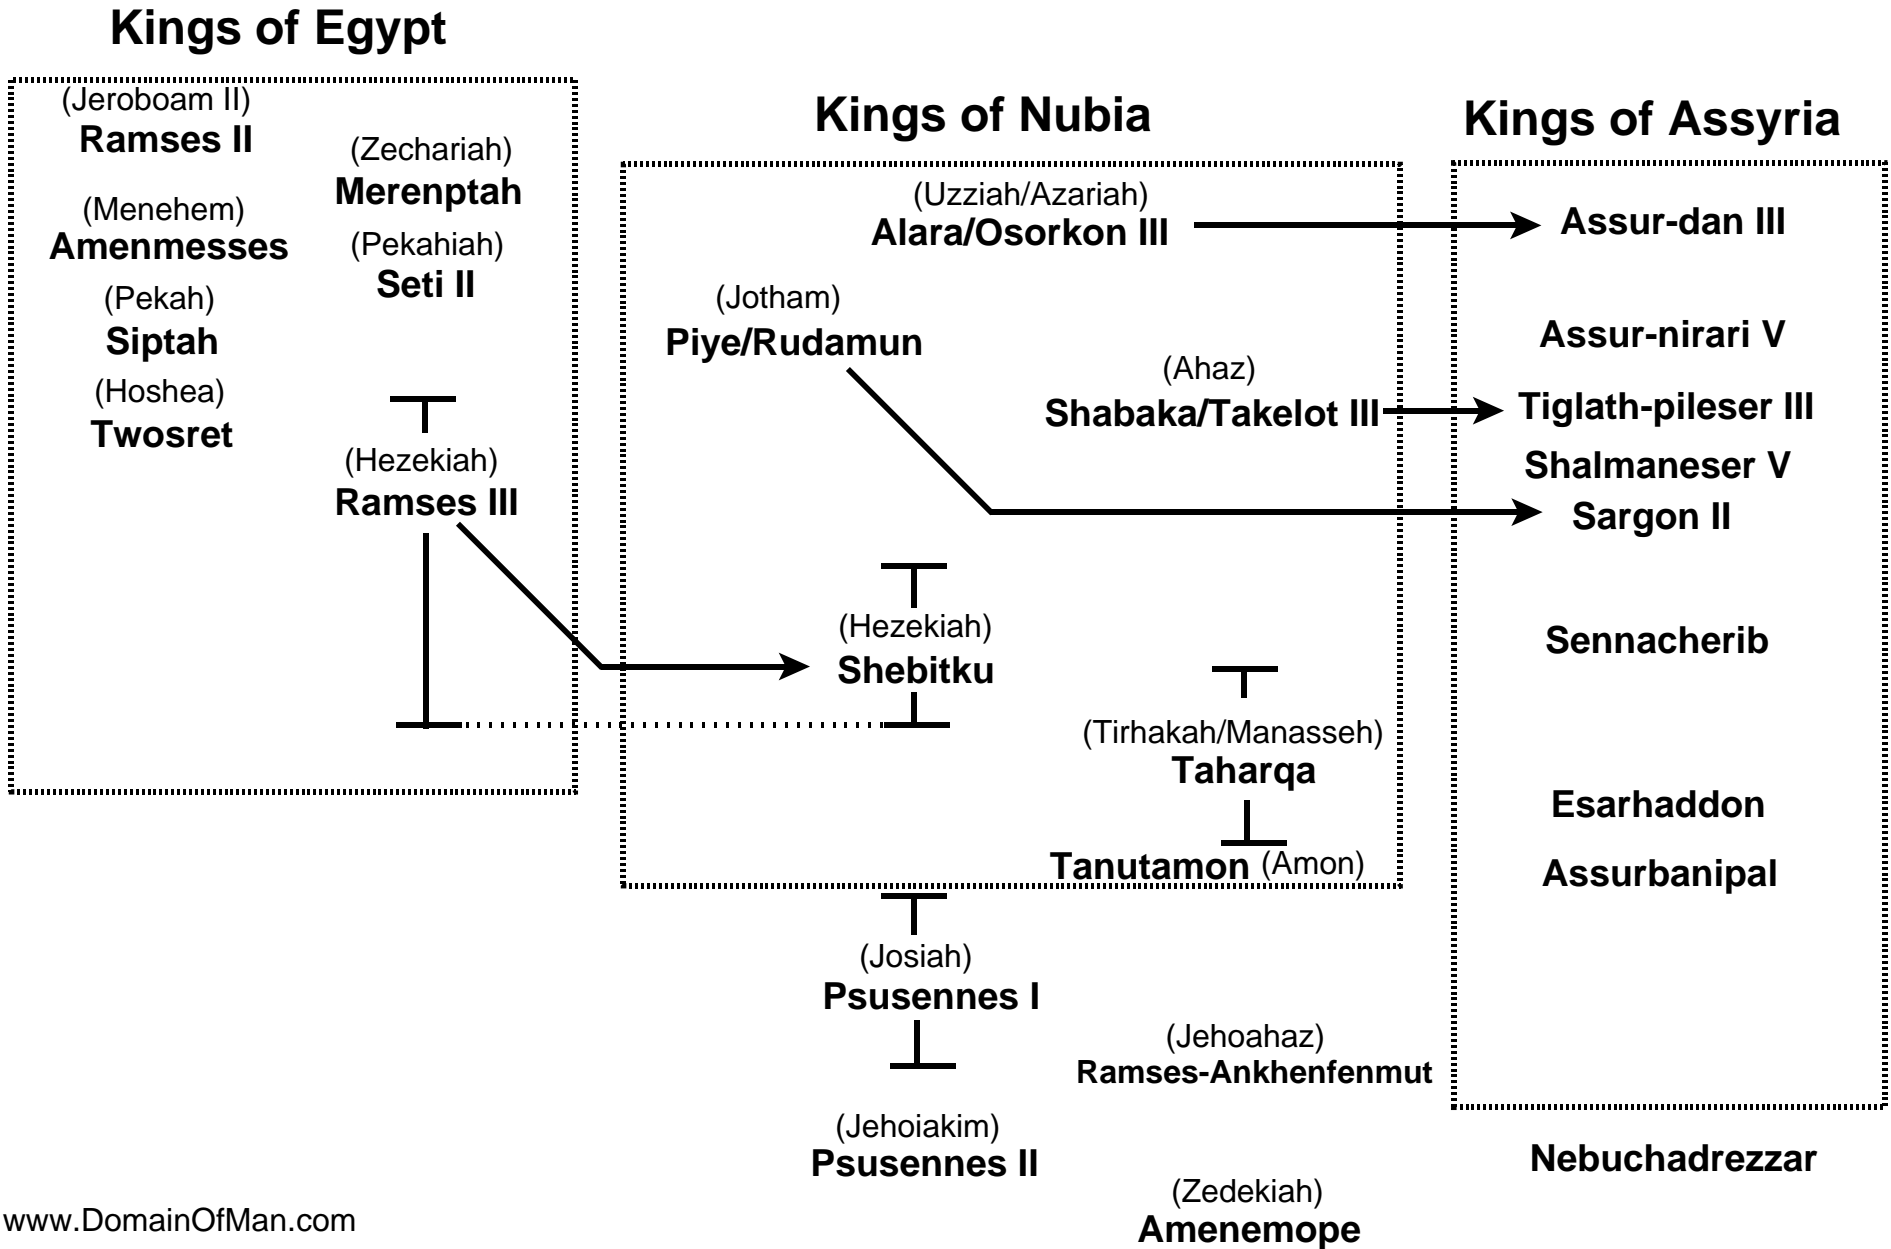 Kings of Egypt
(Jeroboam II)
Ramses II
(Zechariah)
Merenptah
(Menehem)
Amenmesses
(Pekahiah)
Seti II
(Pekah)
Siptah
(Hoshea)
Twosret
(Hezekiah)
Ramses III
Kings of Nubia
(Uzziah/Azariah)
Alara/Osorkon III
(Jotham)
Piye/Rudamun
(Ahaz)
Shabaka/Takelot III
(Hezekiah)
Shebitku
(Tirhakah/Manasseh)
Taharqa
Tanutamon (Amon)
Kings of Assyria
Assur-dan III
Assur-nirari V
Tiglath-pileser III
Shalmaneser V
Sargon II
Sennacherib
Esarhaddon
Assurbanipal
(Josiah)
Psusennes I
(Jehoahaz)
Ramses-Ankhenfenmut
(Jehoiakim)
Psusennes II
Nebuchadrezzar
(Zedekiah)
Amenemope
www.DomainOfMan.com